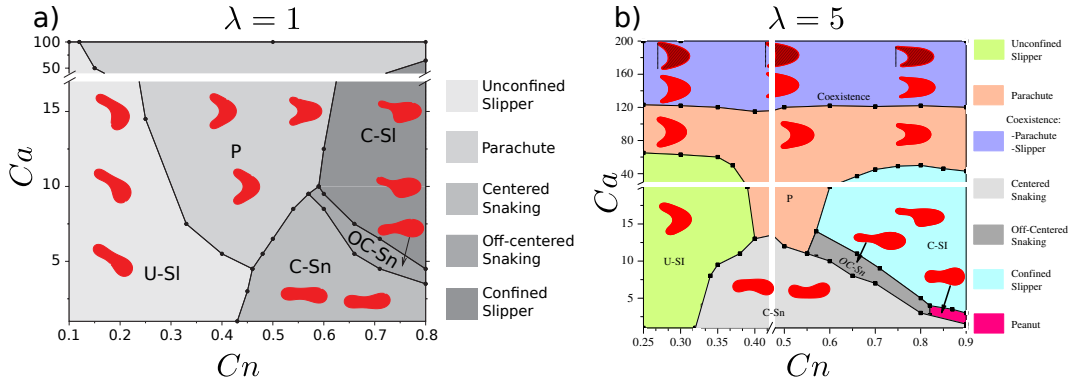 a)
λ = 1
100
50
15
10
5
Ca
0.1
0.2
0.3
0.4
0.5
0.6
0.7
0.8
Cn
U-Sl
P
C-Sl
OC-Sn
C-Sn
Unconfined
Slipper
Parachute
Centered
Snaking
Off-centered
Snaking
Confined
Slipper
b)
λ = 5
200
160
120
80
40
15
10
5
Ca
0.25
0.30
0.35
0.40
0.5
0.6
0.7
0.8
0.9
Cn
Coexistence
P
U-SI
C-SI
OC-Sn
C-Sn
Unconfined
Slipper
Parachute
Coexistence:
-Parachute
-Slipper
Centered
Snaking
Off-Centered
Snaking
Confined
Slipper
Peanut